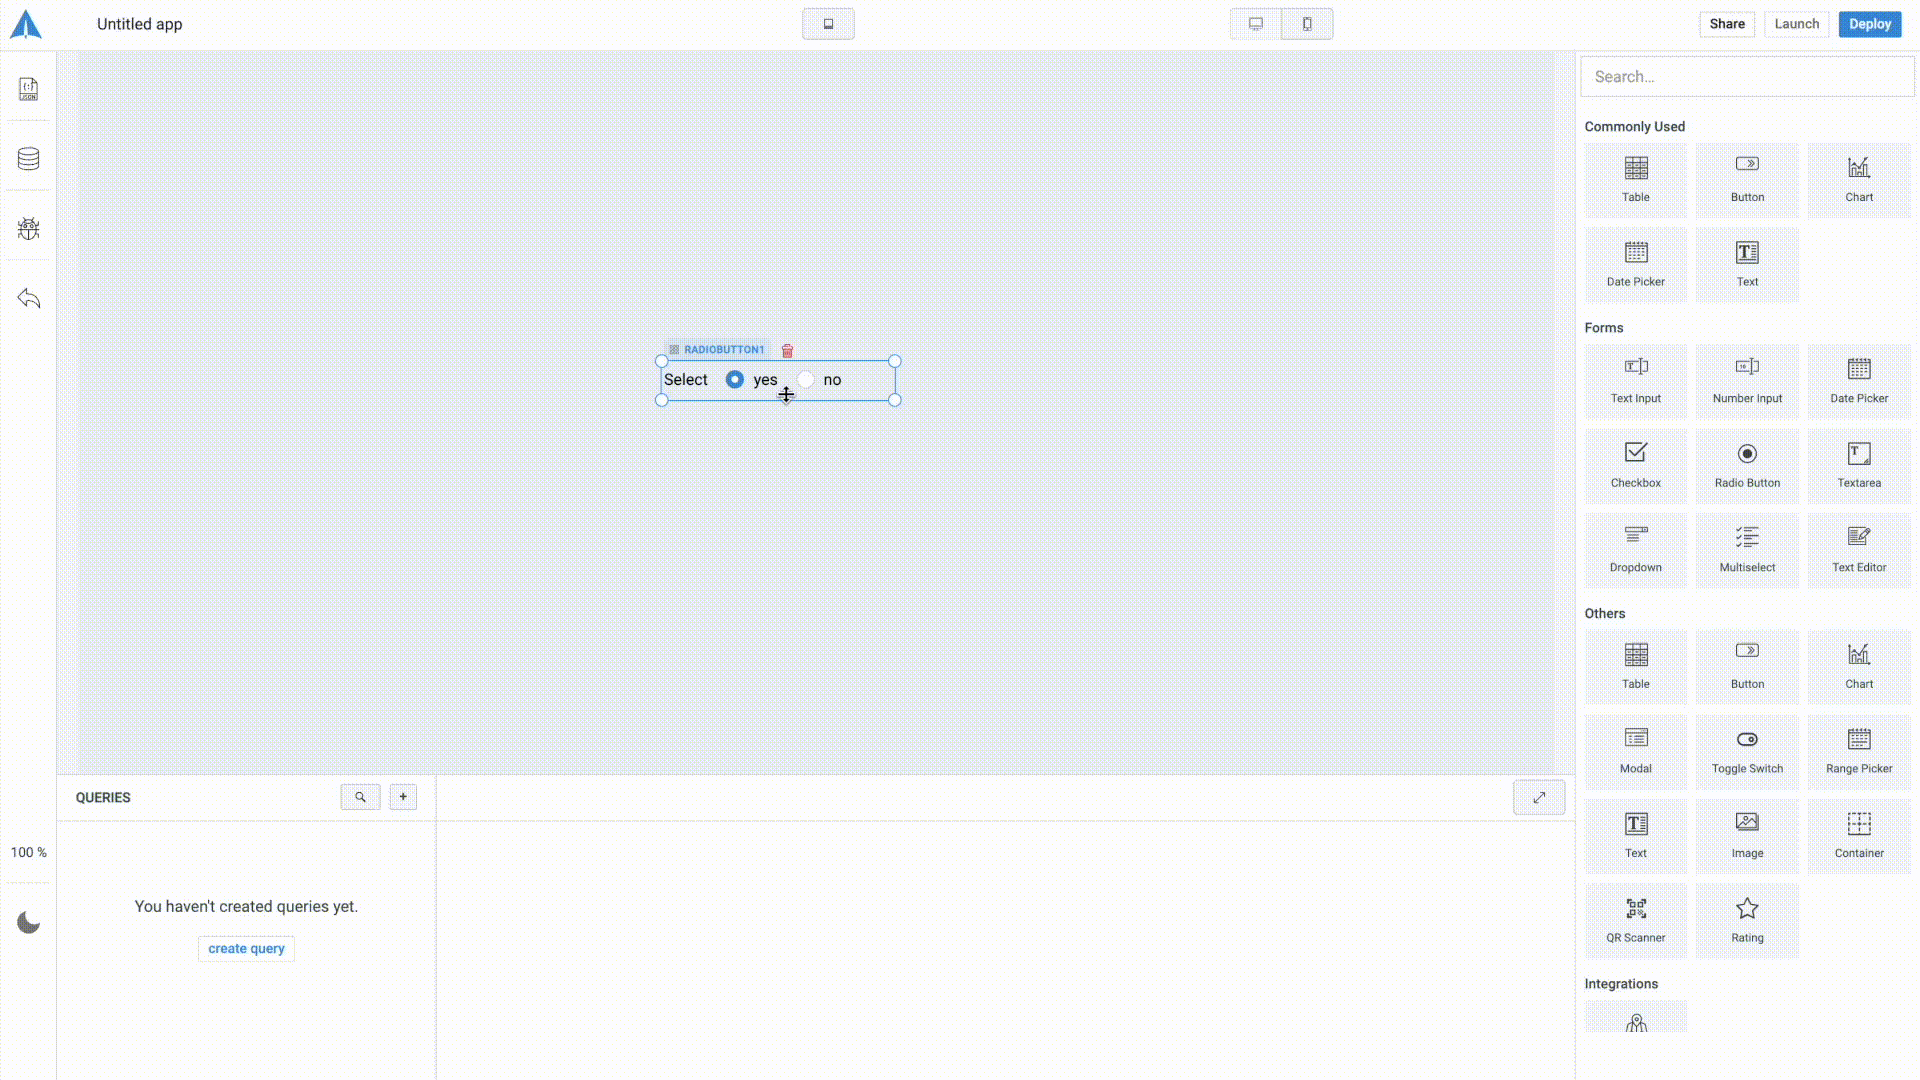 Untitled app
Share
Launch
Deploy
JSON
Search...
Commonly Used
Table
Button
Chart
Date Picker
Text
RADIOBUTTON1
Select
yes
no
Forms
Text Input
Number Input
Date Picker
Checkbox
Radio Button
Textarea
Dropdown
Multiselect
Text Editor
Others
Table
Button
Chart
Modal
Toggle Switch
Range Picker
Text
Image
Container
QR Scanner
Rating
Integrations
QUERIES
+
100 %
You haven't created queries yet.
create query